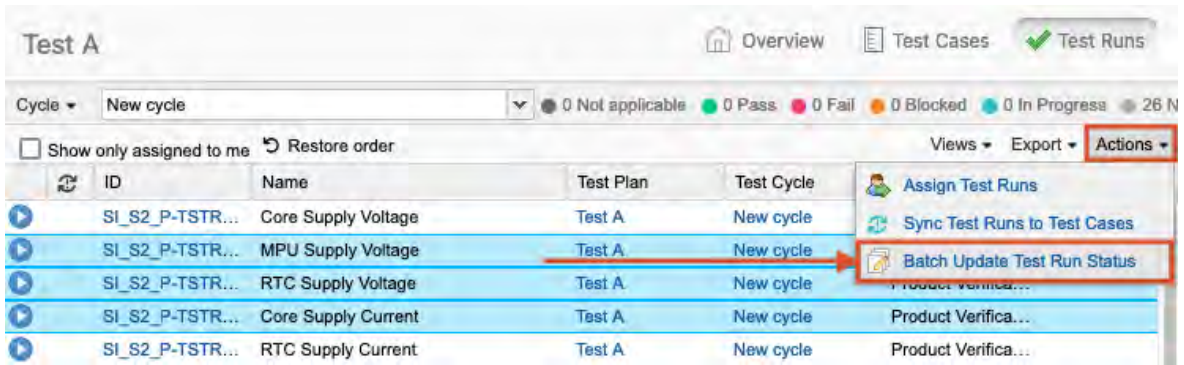 Test A Overview Test Cases Test Runs
Cycle New cycle 0 Not applicable 0 Pass 0 Fail 0 Blocked 0 In Progress 26 N
Show only assigned to me Restore order Views Export Actions
ID Name Test Plan Test Cycle
Assign Test Runs
SI_S2_P-TSTR... Core Supply Voltage Test A New cycle
Sync Test Runs to Test Cases
SI_S2_P-TSTR... MPU Supply Voltage Test A New cycle
Batch Update Test Run Status
SI_S2_P-TSTR... RTC Supply Voltage Test A New cycle Product Verifica...
SI_S2_P-TSTR... Core Supply Current Test A New cycle Product Verifica...
SI_S2_P-TSTR... RTC Supply Current Test A New cycle Product Verifica...